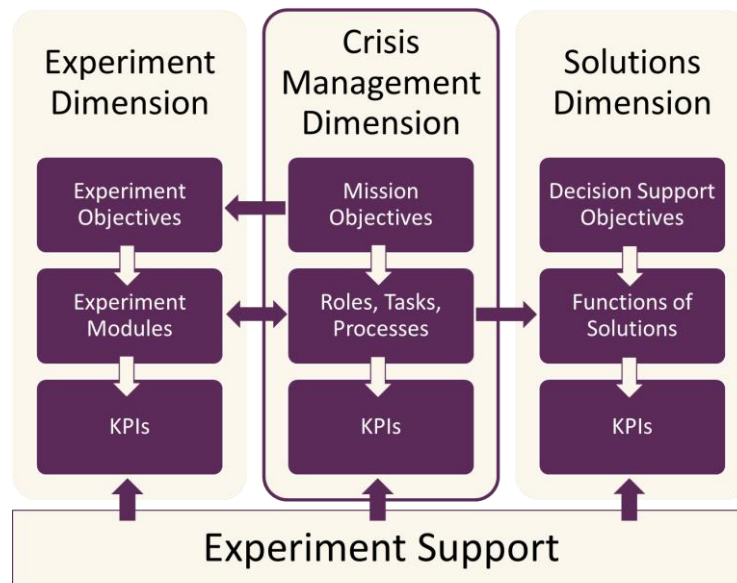 Experiment
Dimension
Experiment
Objectives
Experiment
Modules
KPIs
Crisis
Management
Dimension
Mission
Objectives
Roles, Tasks,
Processes
KPIs
Solutions
Dimension
Decision Support
Objectives
Functions of
Solutions
KPIs
Experiment Support